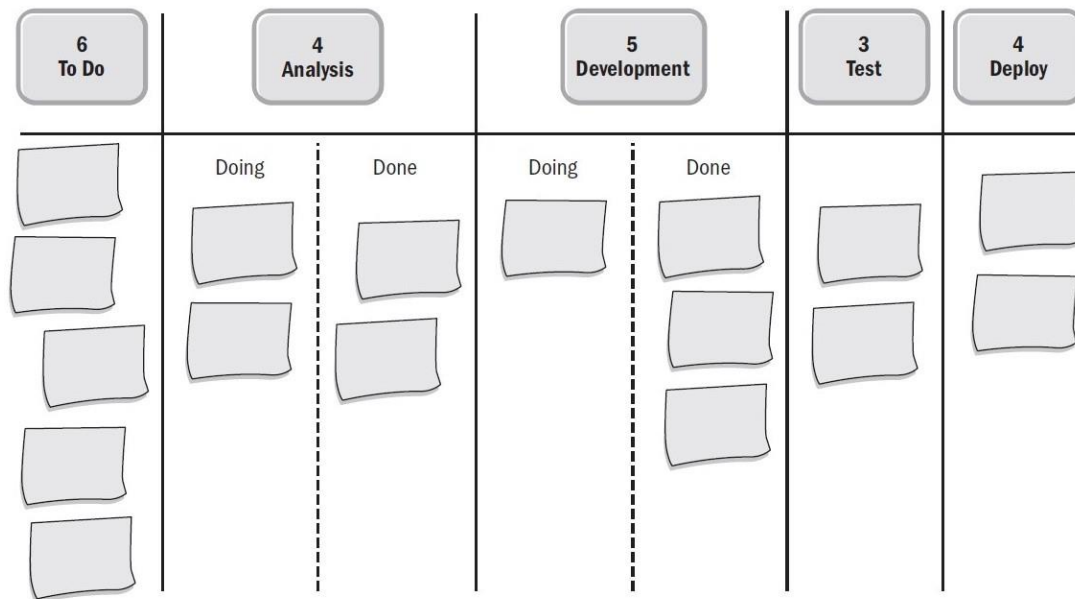 6
To Do
4
Analysis
5
Development
3
Test
4
Deploy
Doing
Done
Doing
Done